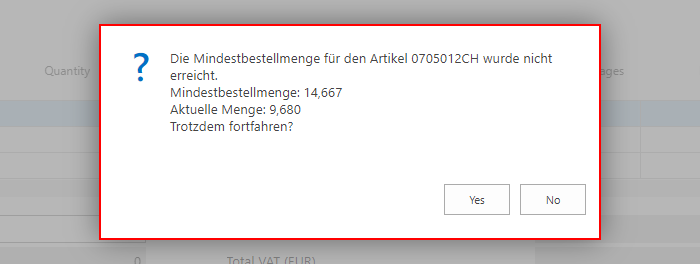 Quantity
ages
?
Die Mindestbestellmenge für den Artikel 0705012CH wurde nicht
erreicht.
Mindestbestellmenge: 14,667
Aktuelle Menge: 9,680
Trotzdem fortfahren?
Yes
No
0
Total VAT (EUR)